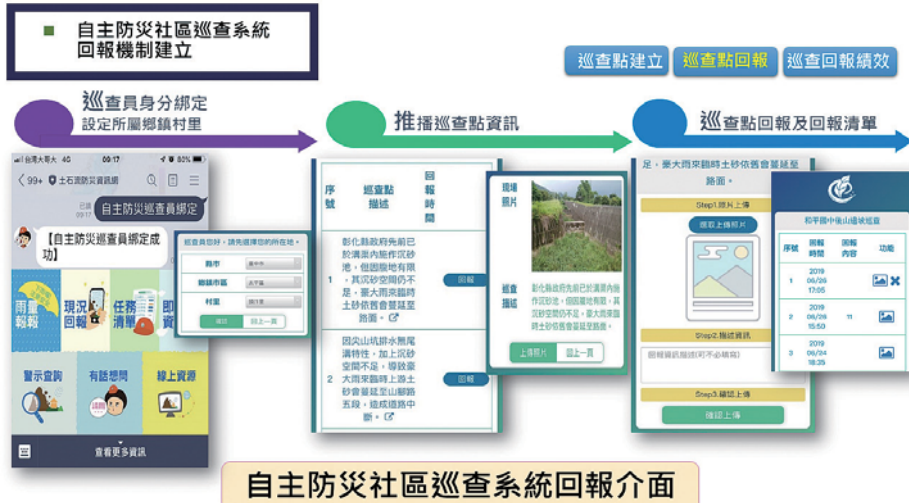 自主防災社區巡查系統
回報機制建立
巡查點建立
巡查點回報
巡查回報績效
巡查員身分綁定
設定所屬鄉鎮村里
推播巡查點資訊
巡查點回報及回報清單
台灣大哥大 4G
09:17
80%
99+
土石流防災資訊網
已讀
09:17
自主防災巡查員綁定
【自主防災巡查員綁定成
功】
雨量
報報
現況
回報
任務
清單
即
資
警示查詢
有話想問
線上資源
查看更多資訊
巡查員您好,請先選擇您的所在地。
縣市
鄉鎮市區
村里
確認
回上一頁
序
號
巡查點
描述
回
報
時
間
1
彰化縣政府先前已
於溝渠內施作沉砂
池,但因腹地有限
,其沉砂空間仍不
足,豪大雨來臨時
土砂依舊會蔓延至
路面。
回報
2
因尖山坑排水無尾
溝特性,加上沉砂
空間不足,導致豪
大雨來臨時上游土
砂會蔓延至山腳路
五段,造成道路中
斷。
回報
現場
照片
巡查
描述
彰化縣政府先前已於溝渠內施
作沉砂池,但因腹地有限,其
沉砂空間仍不足,豪大雨來臨
時土砂依舊會蔓延至路面。
上傳照片
回上一頁
足,豪大雨來臨時土砂依舊會蔓延至
路面。
Step1.照片上傳
選取上傳照片
Step2.描述資訊
回報資訊描述(可不必填寫)
Step3.確認上傳
確認上傳
和平國中後山邊坡巡查
序號
回報
時間
回報
內容
功能
1
2019
06/26
17:05
2
2019
06/26
15:50
11
3
2019
06/24
18:35
自主防災社區巡查系統回報介面